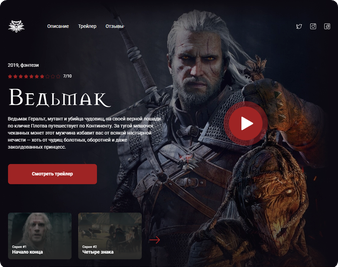 Описание Трейлер Отзывы
2019, фэнтези
7/10
Ведьмак
Ведьмак Геральт, мутант и убийца чудовищ, на своей верной лошади
по кличке Плотва путешествует по Континенту. За тугой мешочек
чеканных монет этот мужчина избавит вас от всякой настырной
нечисти — хоть от чудищ болотных, оборотней и даже
заколдованных принцесс.
Смотреть трейлер
Серия #1
Начало конца
Серия #2
Четыре знака